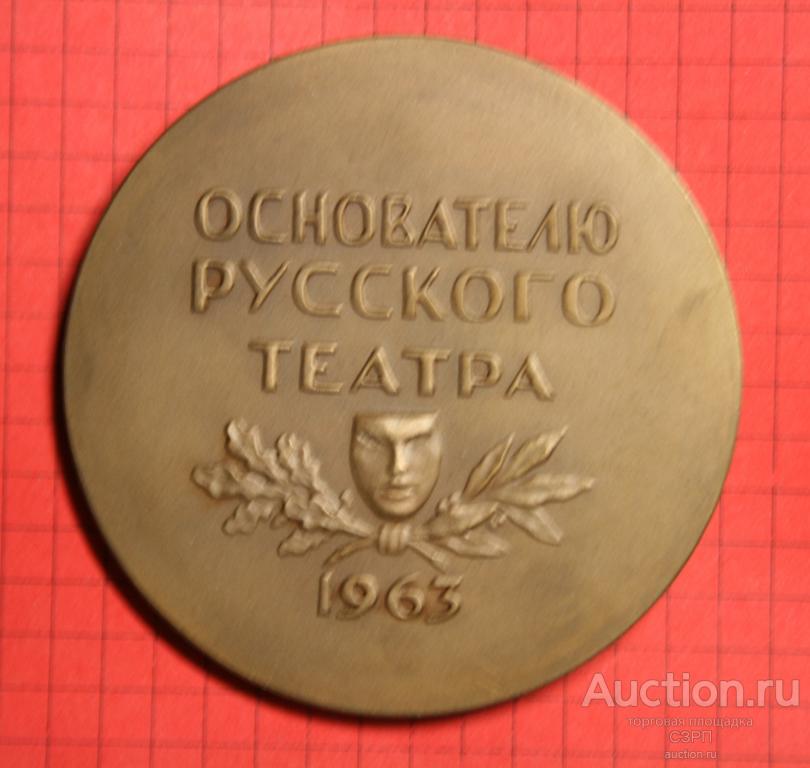 ОСНОВАТЕЛЮ
РУССКОГО
ТЕАТРА
1963
Auction.ru
торговая площадка
СЗРП
auction.ru